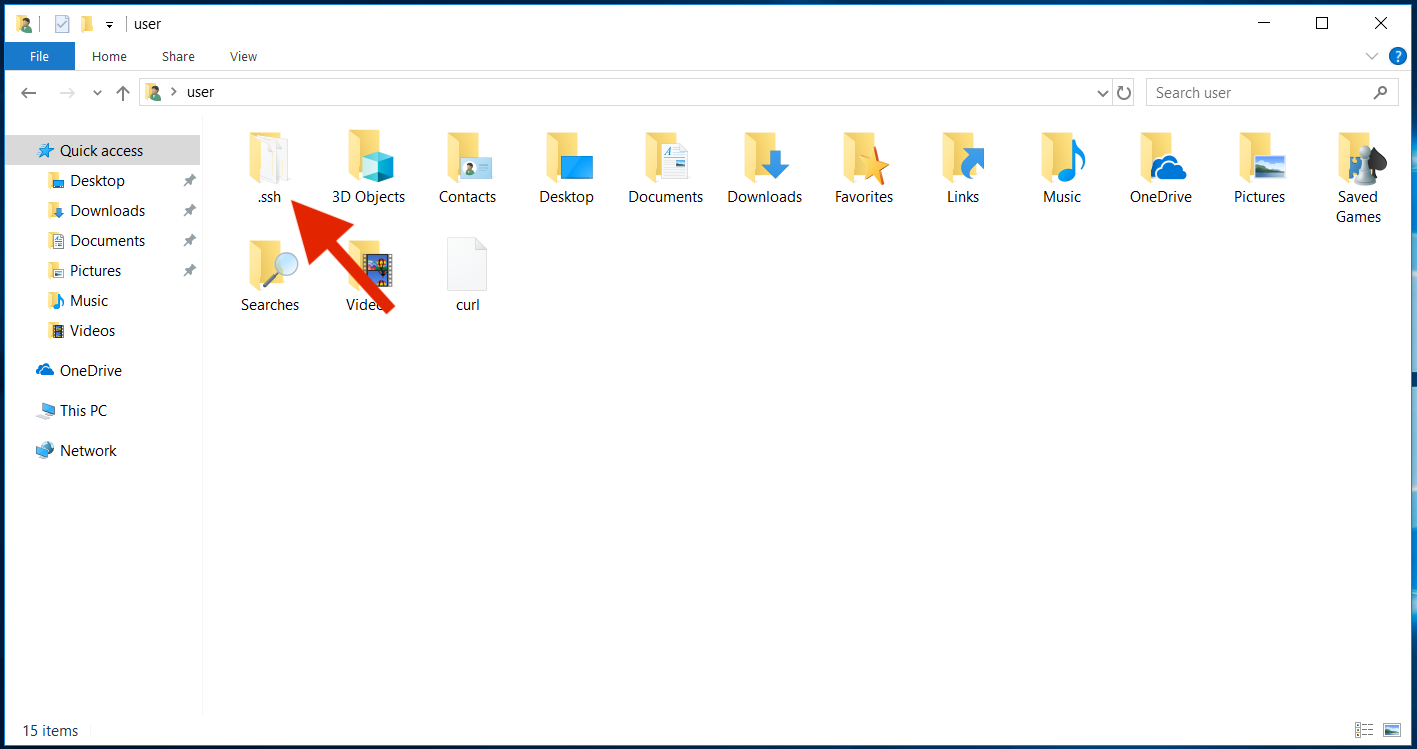 user
File
Home
Share
View
?
user
Search user
Quick access
Desktop
Downloads
Documents
Pictures
Music
Videos
OneDrive
This PC
Network
.ssh
3D Objects
Contacts
Desktop
Documents
Downloads
Favorites
Links
Music
OneDrive
Pictures
Saved
Games
Searches
curl
15 items